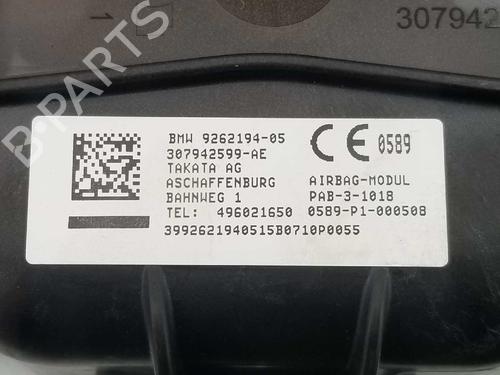 1
307942
B-PARTS
BMW 9262194-05
307942599-AE
TAKATA AG
ASCHAFFENBURG
BAHNWEG 1
TEL: 496021650
CE 0589
AIRBAG-MODUL
PAB-3-1018
0589-P1-000508
3992621940515B0710P0055